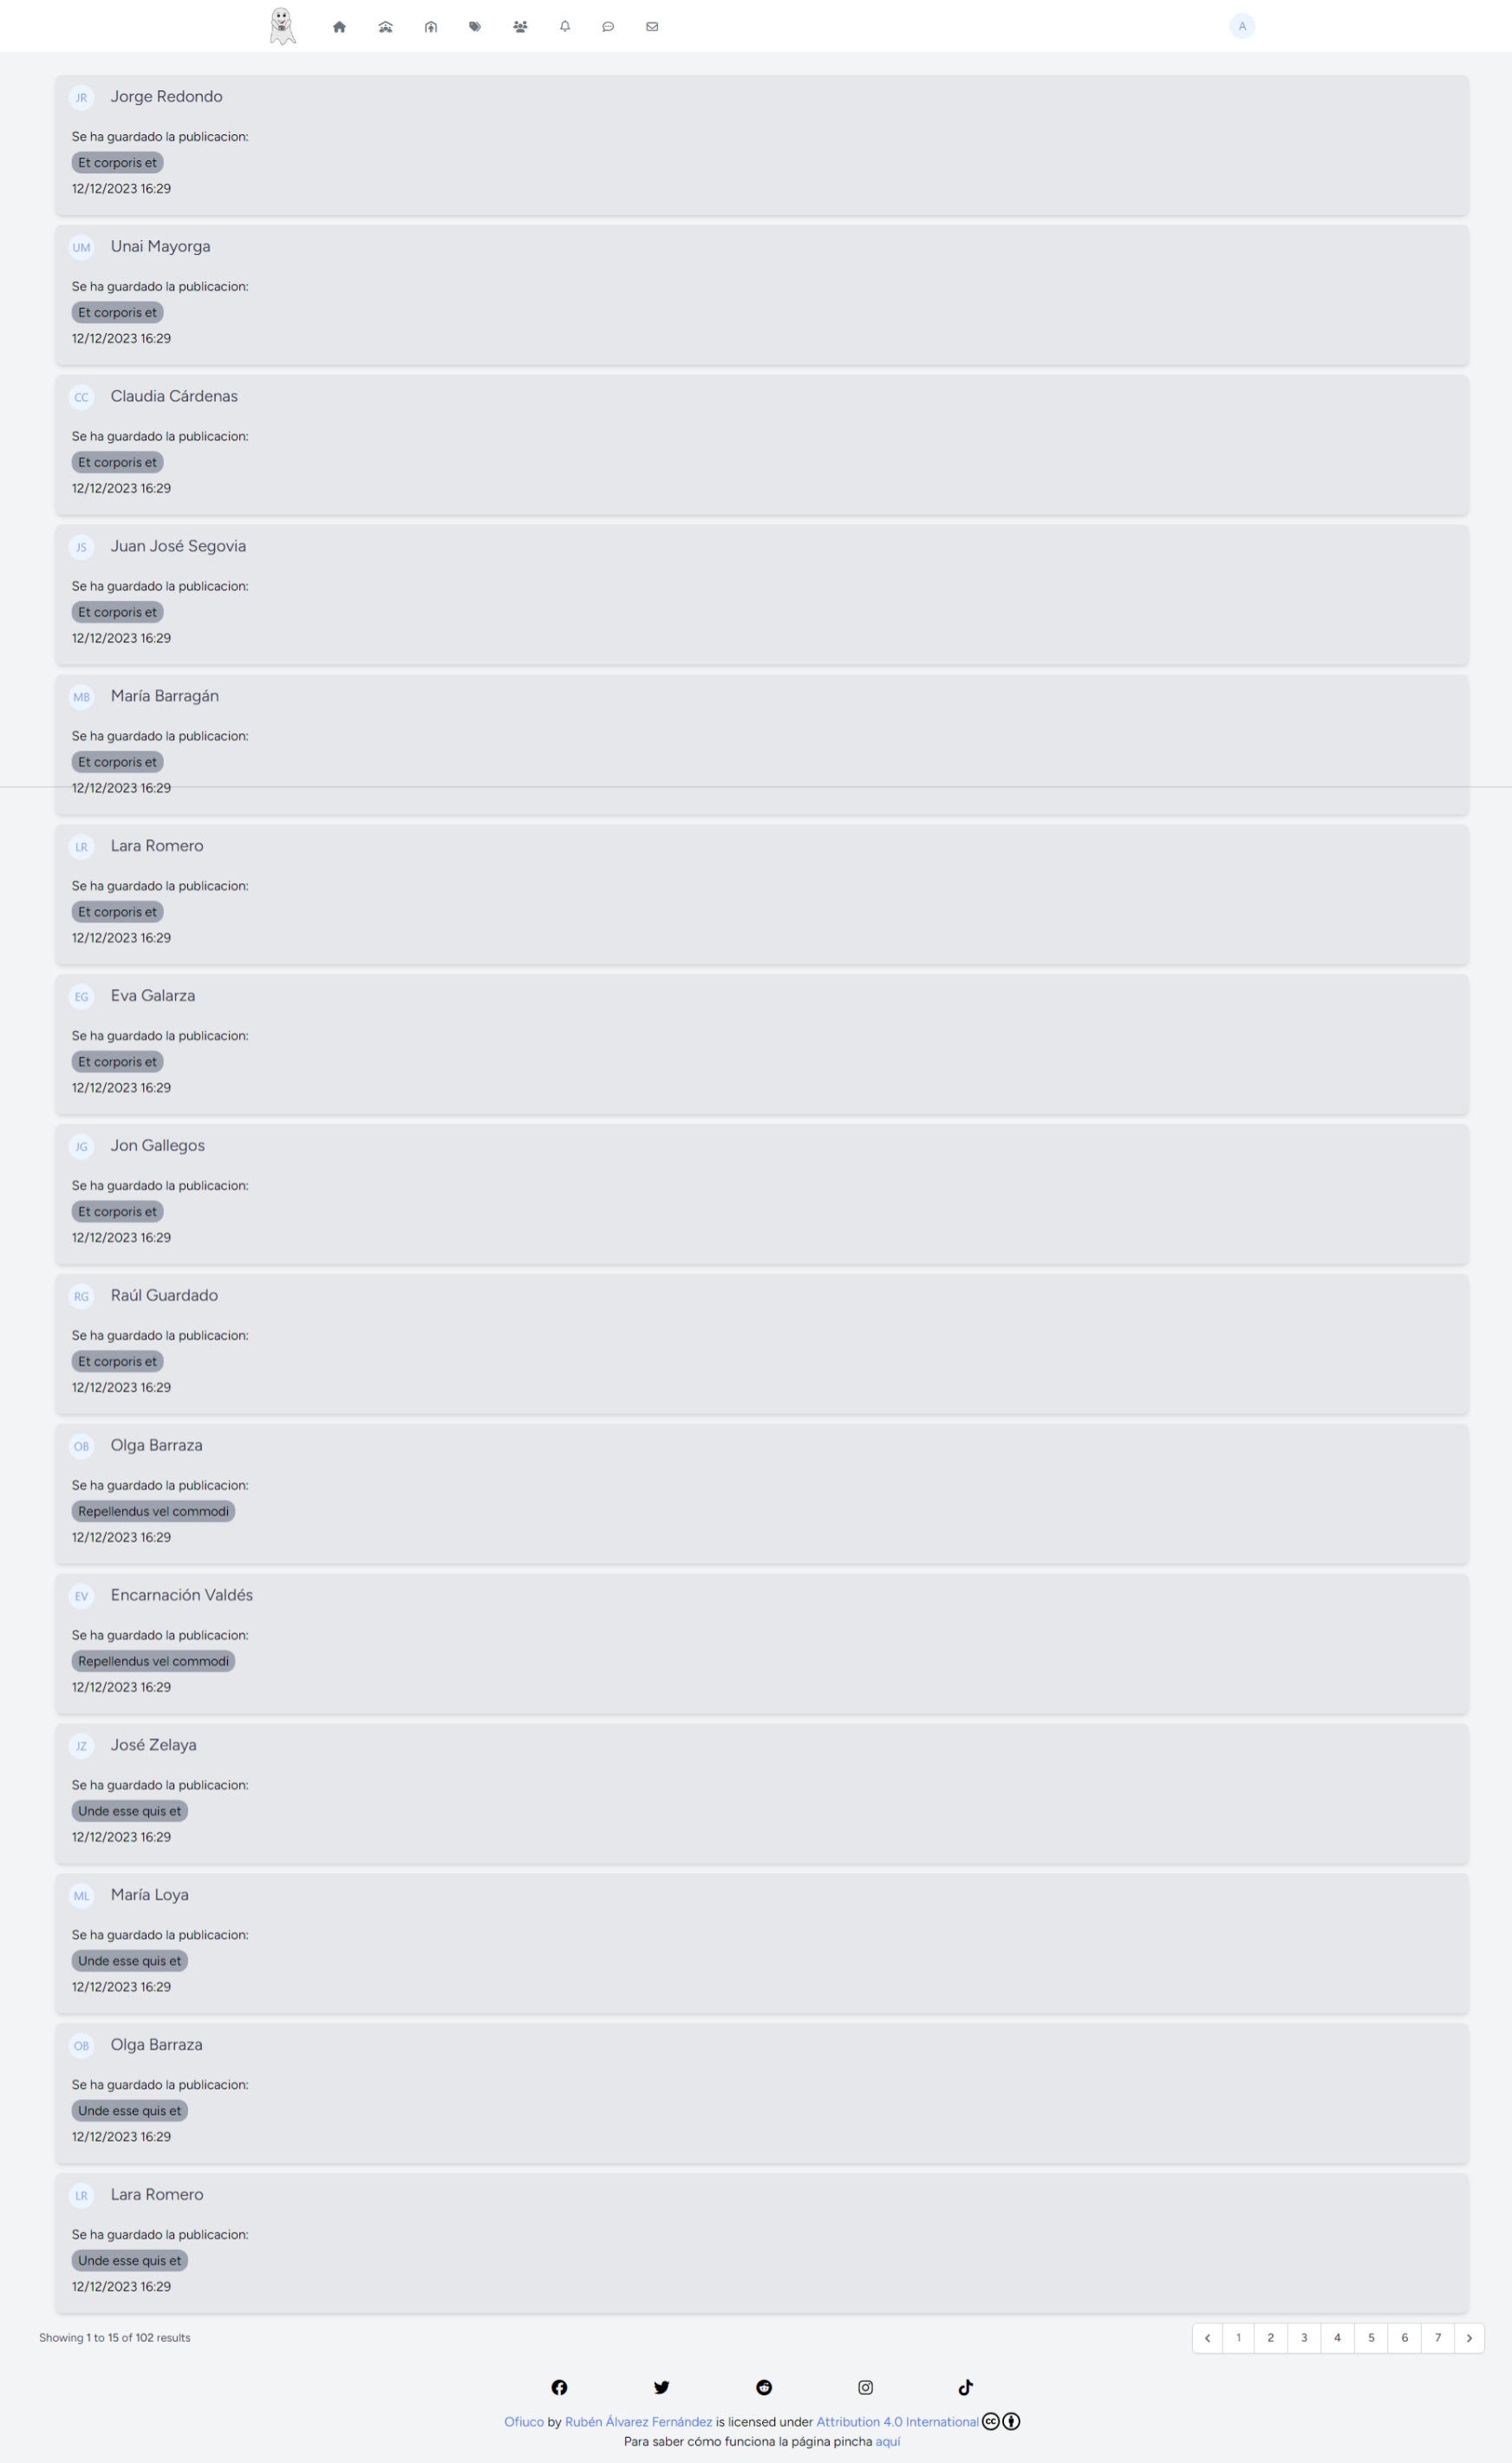 A
JR Jorge Redondo
Se ha guardado la publicacion:
Et corporis et
12/12/2023 16:29
UM Unai Mayorga
Se ha guardado la publicacion:
Et corporis et
12/12/2023 16:29
CC Claudia Cárdenas
Se ha guardado la publicacion:
Et corporis et
12/12/2023 16:29
JS Juan José Segovia
Se ha guardado la publicacion:
Et corporis et
12/12/2023 16:29
MB María Barragán
Se ha guardado la publicacion:
Et corporis et
12/12/2023 16:29
LR Lara Romero
Se ha guardado la publicacion:
Et corporis et
12/12/2023 16:29
EG Eva Galarza
Se ha guardado la publicacion:
Et corporis et
12/12/2023 16:29
JG Jon Gallegos
Se ha guardado la publicacion:
Et corporis et
12/12/2023 16:29
RG Raúl Guardado
Se ha guardado la publicacion:
Et corporis et
12/12/2023 16:29
OB Olga Barraza
Se ha guardado la publicacion:
Repellendus vel commodi
12/12/2023 16:29
EV Encarnación Valdés
Se ha guardado la publicacion:
Repellendus vel commodi
12/12/2023 16:29
JZ José Zelaya
Se ha guardado la publicacion:
Unde esse quis et
12/12/2023 16:29
ML María Loya
Se ha guardado la publicacion:
Unde esse quis et
12/12/2023 16:29
OB Olga Barraza
Se ha guardado la publicacion:
Unde esse quis et
12/12/2023 16:29
LR Lara Romero
Se ha guardado la publicacion:
Unde esse quis et
12/12/2023 16:29
Showing 1 to 15 of 102 results 1 2 3 4 5 6 7
Ofiuco by Rubén Álvarez Fernández is licensed under Attribution 4.0 International cc
Para saber cómo funciona la página pincha aquí